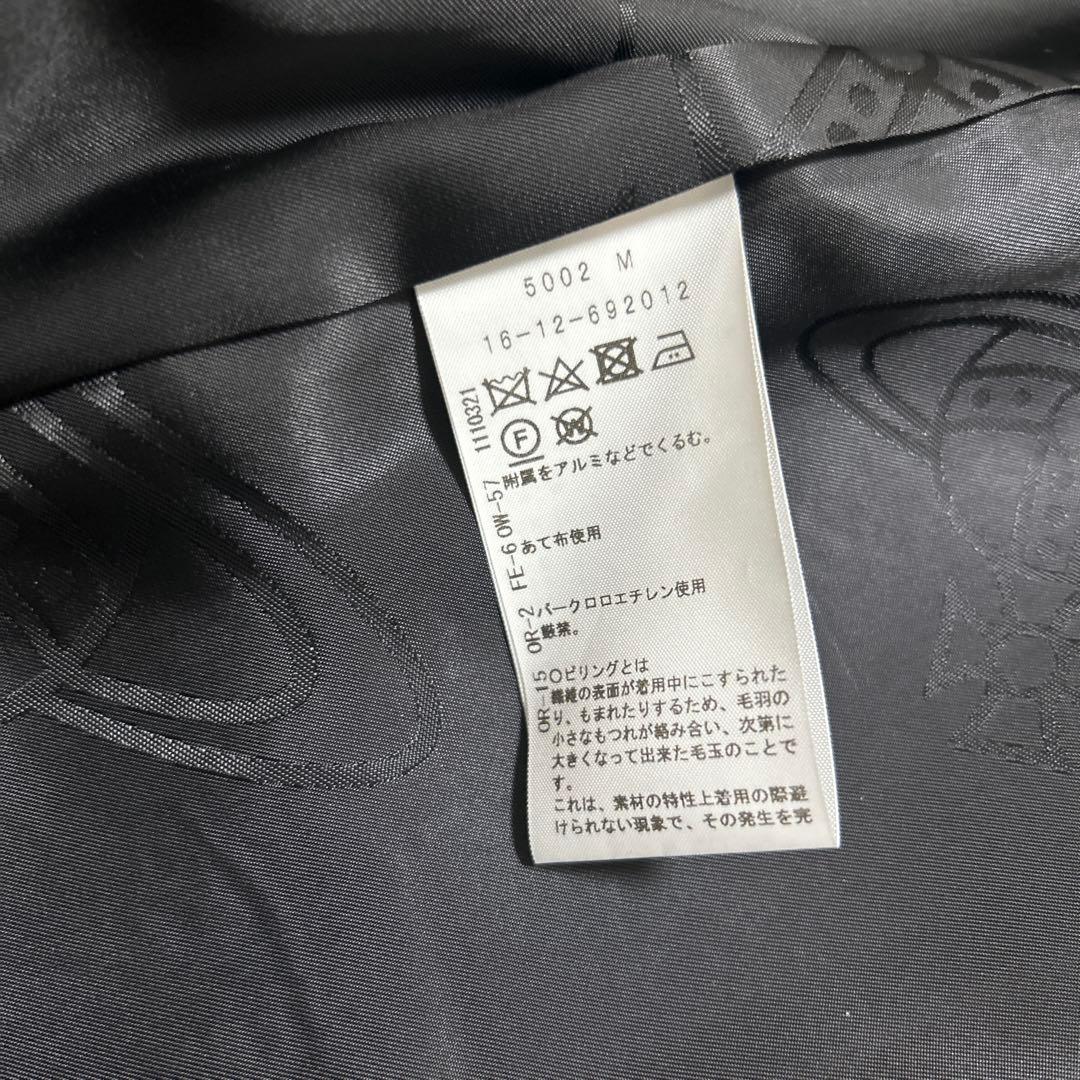 5002 M
16-12-692012
F
W
附属をアルミなどでくるむ。
あて布使用
パークロロエチレン使用
厳禁。
○ピリングとは
繊維の表面が着用中にこすられた
り、もまれたりするため、毛羽の
小さなもつれが絡み合い、次第に
大きくなって出来た毛玉のことで
す。
これは、素材の特性上着用の際避
けられない現象で、その発生を完
OR-15 OR-2 FE-6 OW-57 1110321